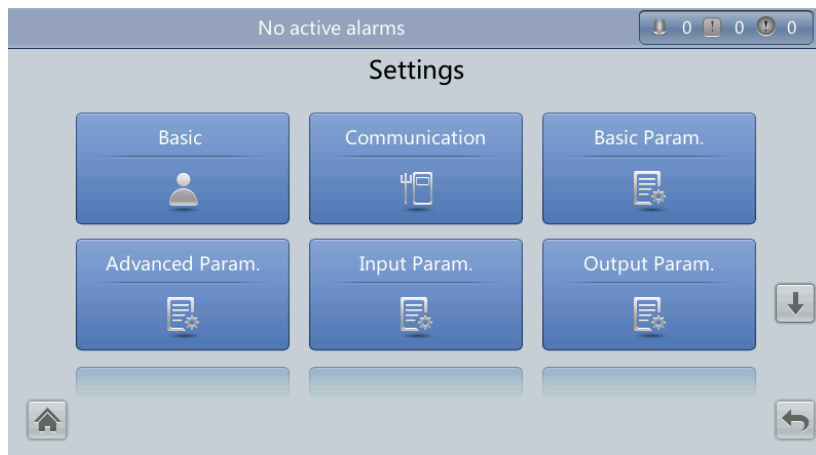 No active alarms
0 0 0
Settings
Basic
Communication
Basic Param.
Advanced Param.
Input Param.
Output Param.